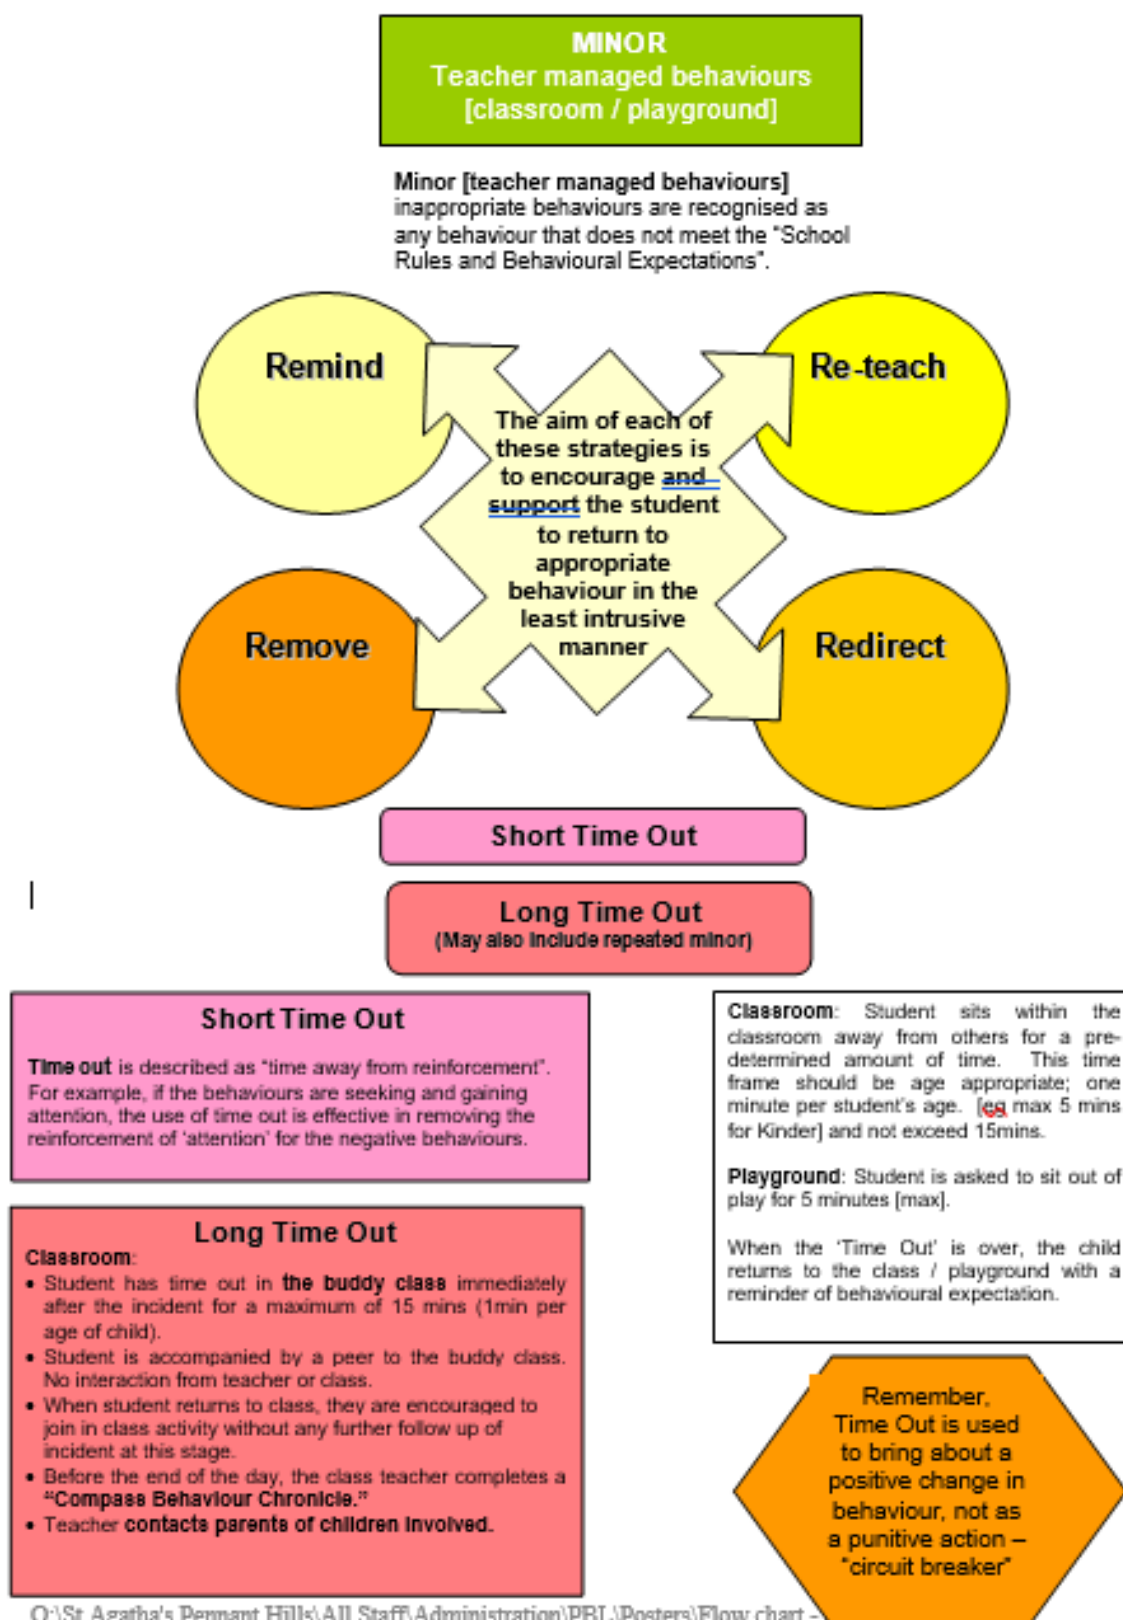 MINOR
Teacher managed behaviours
[classroom / playground]
Minor [teacher managed behaviours]
inappropriate behaviours are recognised as
any behaviour that does not meet the “School
Rules and Behavioural Expectations”.
Remind
Re-teach
The aim of each of
these strategies is
to encourage and
support the student
to return to
appropriate
behaviour in the
least intrusive
manner
Remove
Redirect
Short Time Out
Long Time Out
(May also include repeated minor)
Short Time Out
Time out is described as “time away from reinforcement”.
For example, if the behaviours are seeking and gaining
attention, the use of time out is effective in removing the
reinforcement of ‘attention’ for the negative behaviours.
Classroom: Student sits within the
classroom away from others for a pre-
determined amount of time. This time
frame should be age appropriate; one
minute per student’s age. [eg max 5 mins
for Kinder] and not exceed 15mins.
Playground: Student is asked to sit out of
play for 5 minutes [max].
When the ‘Time Out’ is over, the child
returns to the class / playground with a
reminder of behavioural expectation.
Long Time Out
Classroom:
• Student has time out in the buddy class immediately
after the incident for a maximum of 15 mins (1min per
age of child).
• Student is accompanied by a peer to the buddy class.
No interaction from teacher or class.
• When student returns to class, they are encouraged to
join in class activity without any further follow up of
incident at this stage.
• Before the end of the day, the class teacher completes a
“Compass Behaviour Chronicle.”
• Teacher contacts parents of children involved.
Remember,
Time Out is used
to bring about a
positive change in
behaviour, not as
a punitive action –
“circuit breaker”
O:\St Agatha's Pennant Hills\All Staff\Administration\PBL\Posters\Flow chart -